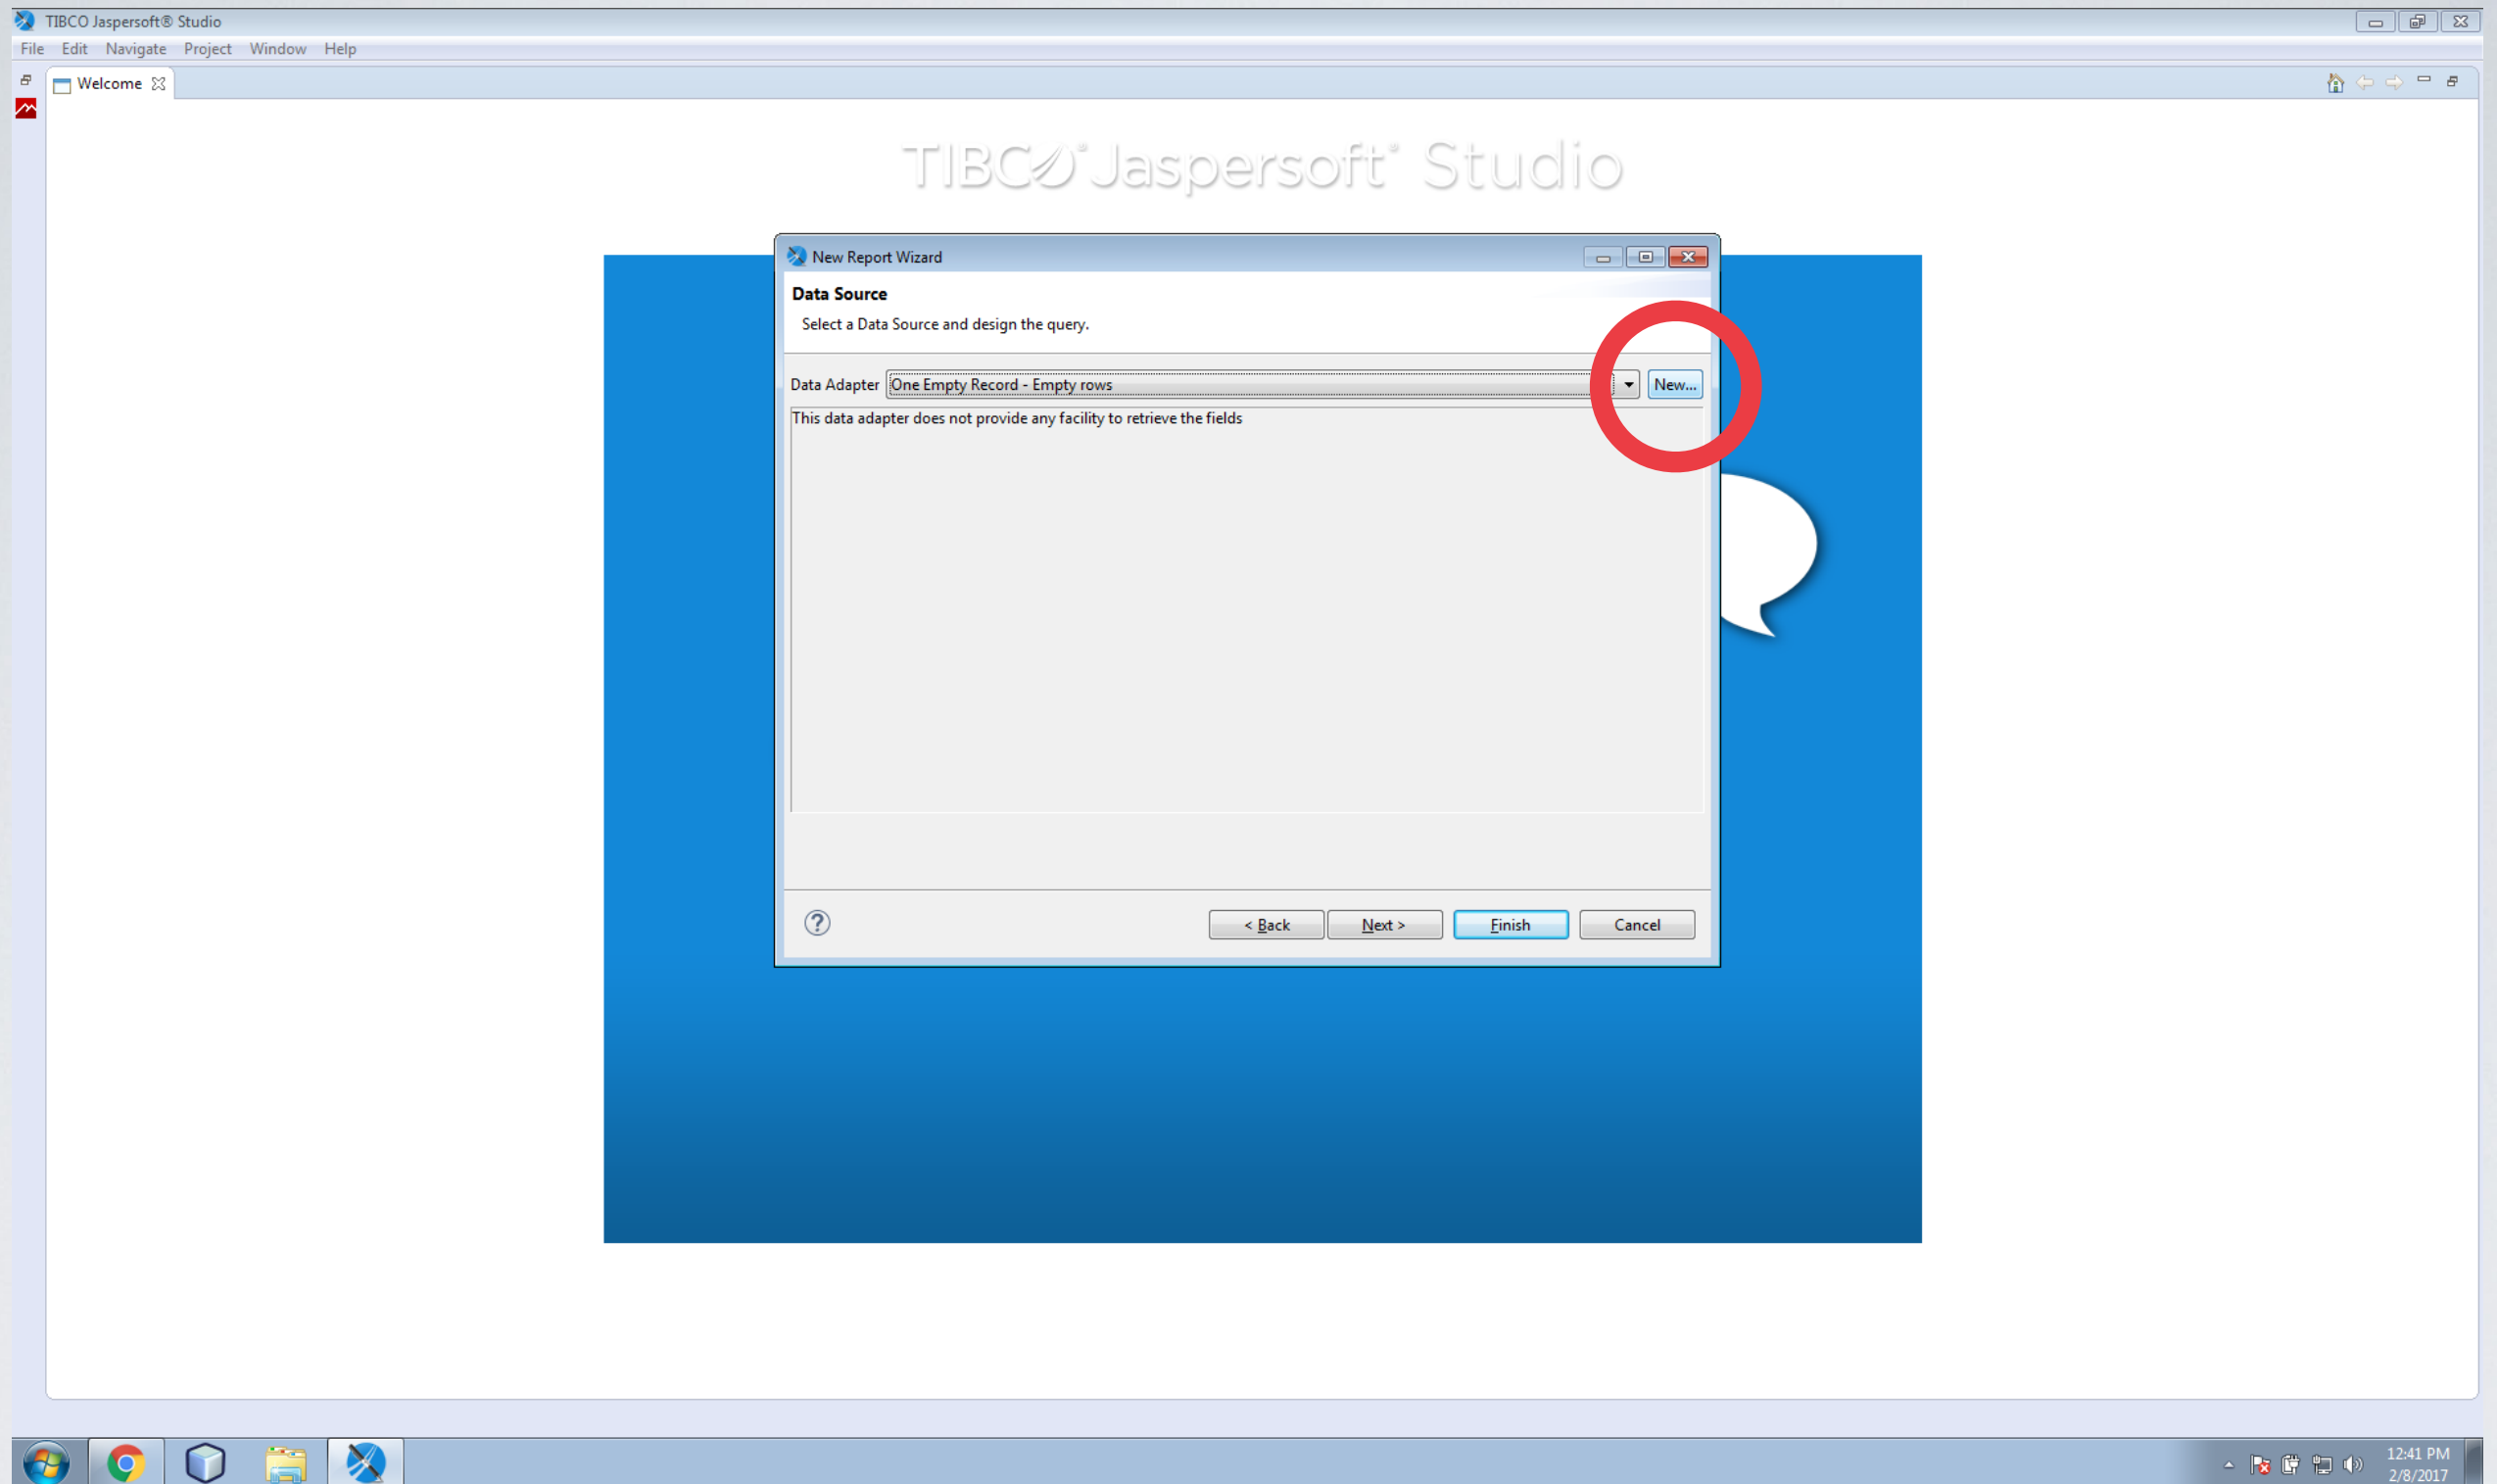 TIBCO Jaspersoft® Studio
File Edit Navigate Project Window Help
Welcome
TIBCO® Jaspersoft® Studio
New Report Wizard
Data Source
Select a Data Source and design the query.
Data Adapter One Empty Record - Empty rows New...
This data adapter does not provide any facility to retrieve the fields
? < Back Next > Finish Cancel
12:41 PM
2/8/2017